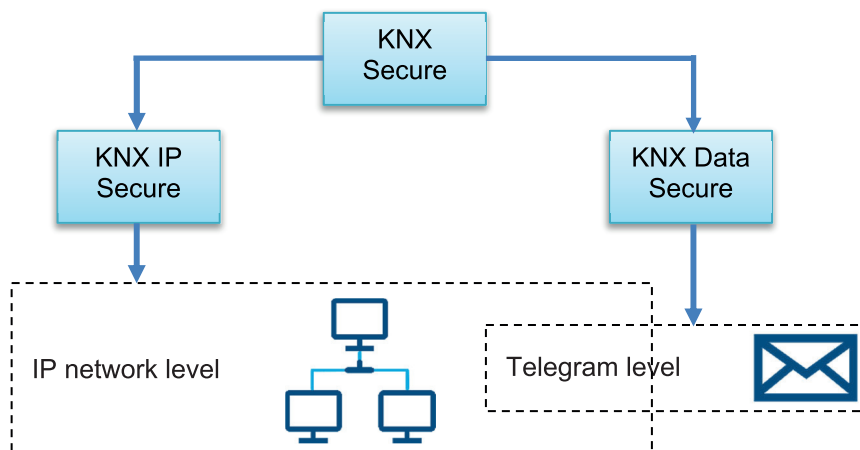 KNX
Secure
KNX IP
Secure
KNX Data
Secure
IP network level
Telegram level